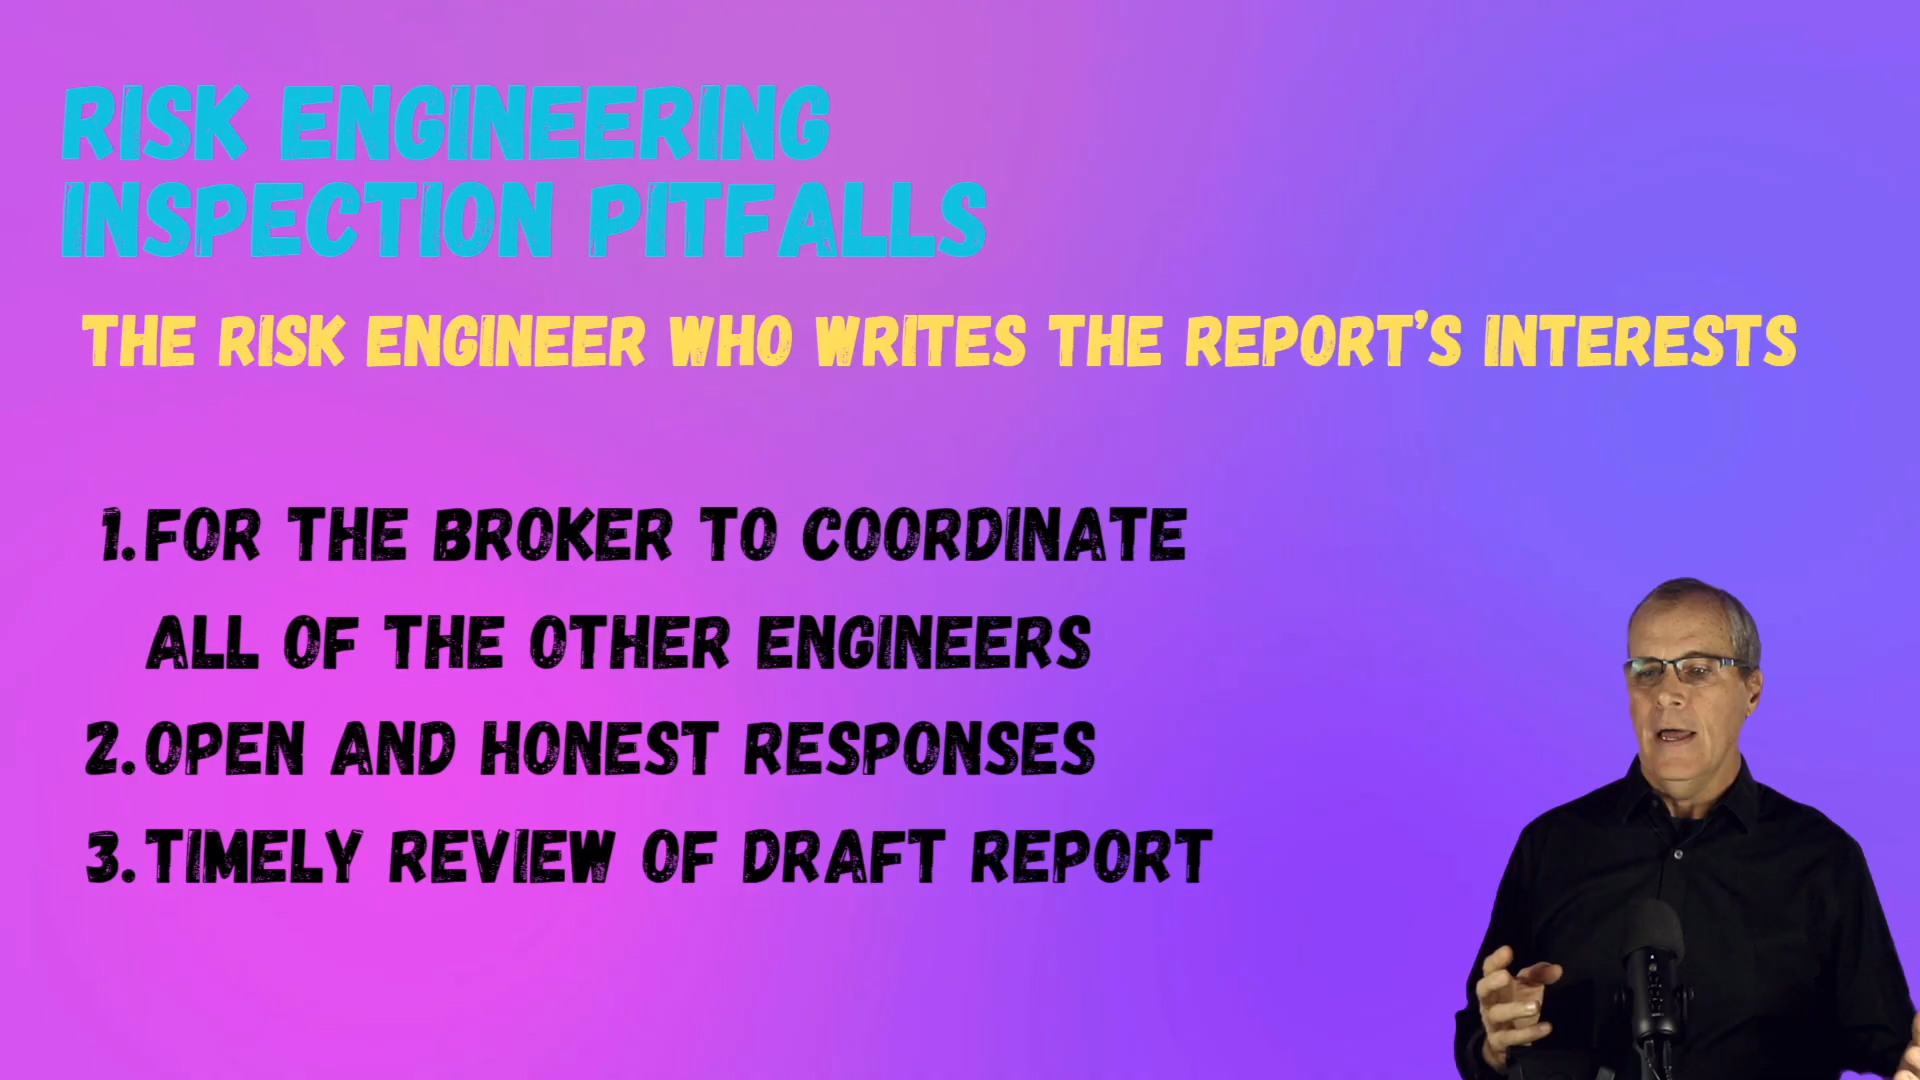 RISK ENGINEERING
INSPECTION PITFALLS
THE RISK ENGINEER WHO WRITES THE REPORT'S INTERESTS
1. FOR THE BROKER TO COORDINATE
ALL OF THE OTHER ENGINEERS
2. OPEN AND HONEST RESPONSES
3. TIMELY REVIEW OF DRAFT REPORT